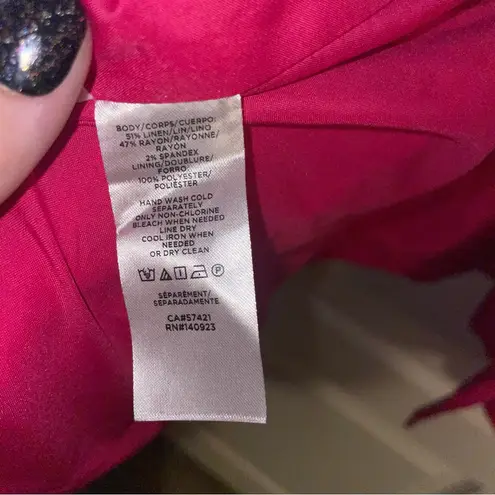 BODY/CORPS/CUERPO:
51% LINEN/LIN/LINO
47% RAYON/RAYONNE/
RAYÓN
2% SPANDEX
LINING/DOUBLURE/
FORRO
100% POLYESTER/
POLIÉSTER
HAND WASH COLD
SEPARATELY
ONLY NON-CHLORINE
BLEACH WHEN NEEDED
LINE DRY
COOL IRON WHEN
NEEDED
OR DRY CLEAN
P
SÉPARÉMENT/
SEPARADAMENTE
CA#57421
RN#140923